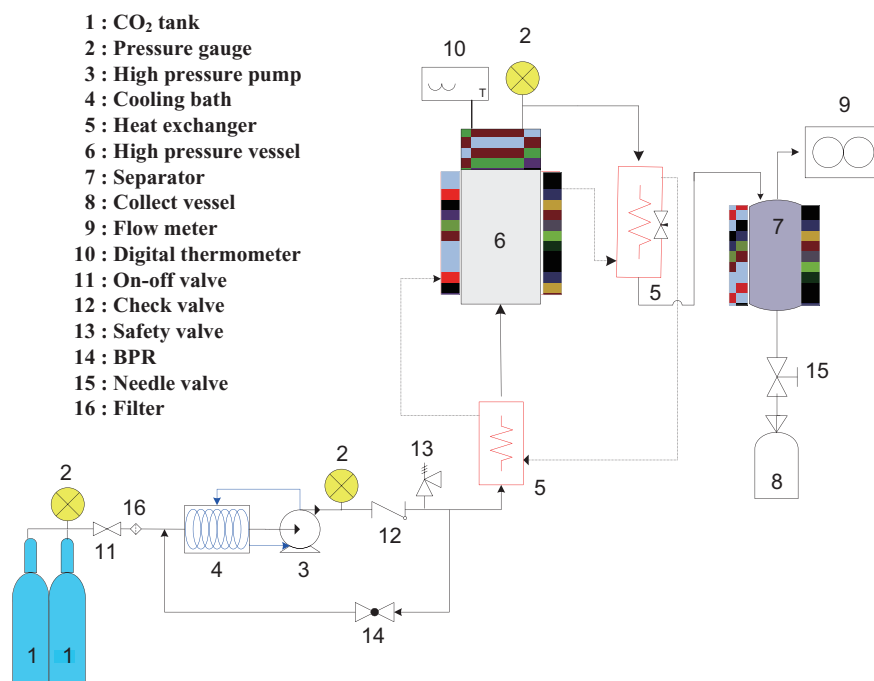 1 : CO₂ tank
2 : Pressure gauge
3 : High pressure pump
4 : Cooling bath
5 : Heat exchanger
6 : High pressure vessel
7 : Separator
8 : Collect vessel
9 : Flow meter
10 : Digital thermometer
11 : On-off valve
12 : Check valve
13 : Safety valve
14 : BPR
15 : Needle valve
16 : Filter
10
2
9
T
7
6
5
15
13
2
2
16
5
8
12
11
4
3
14
1
1